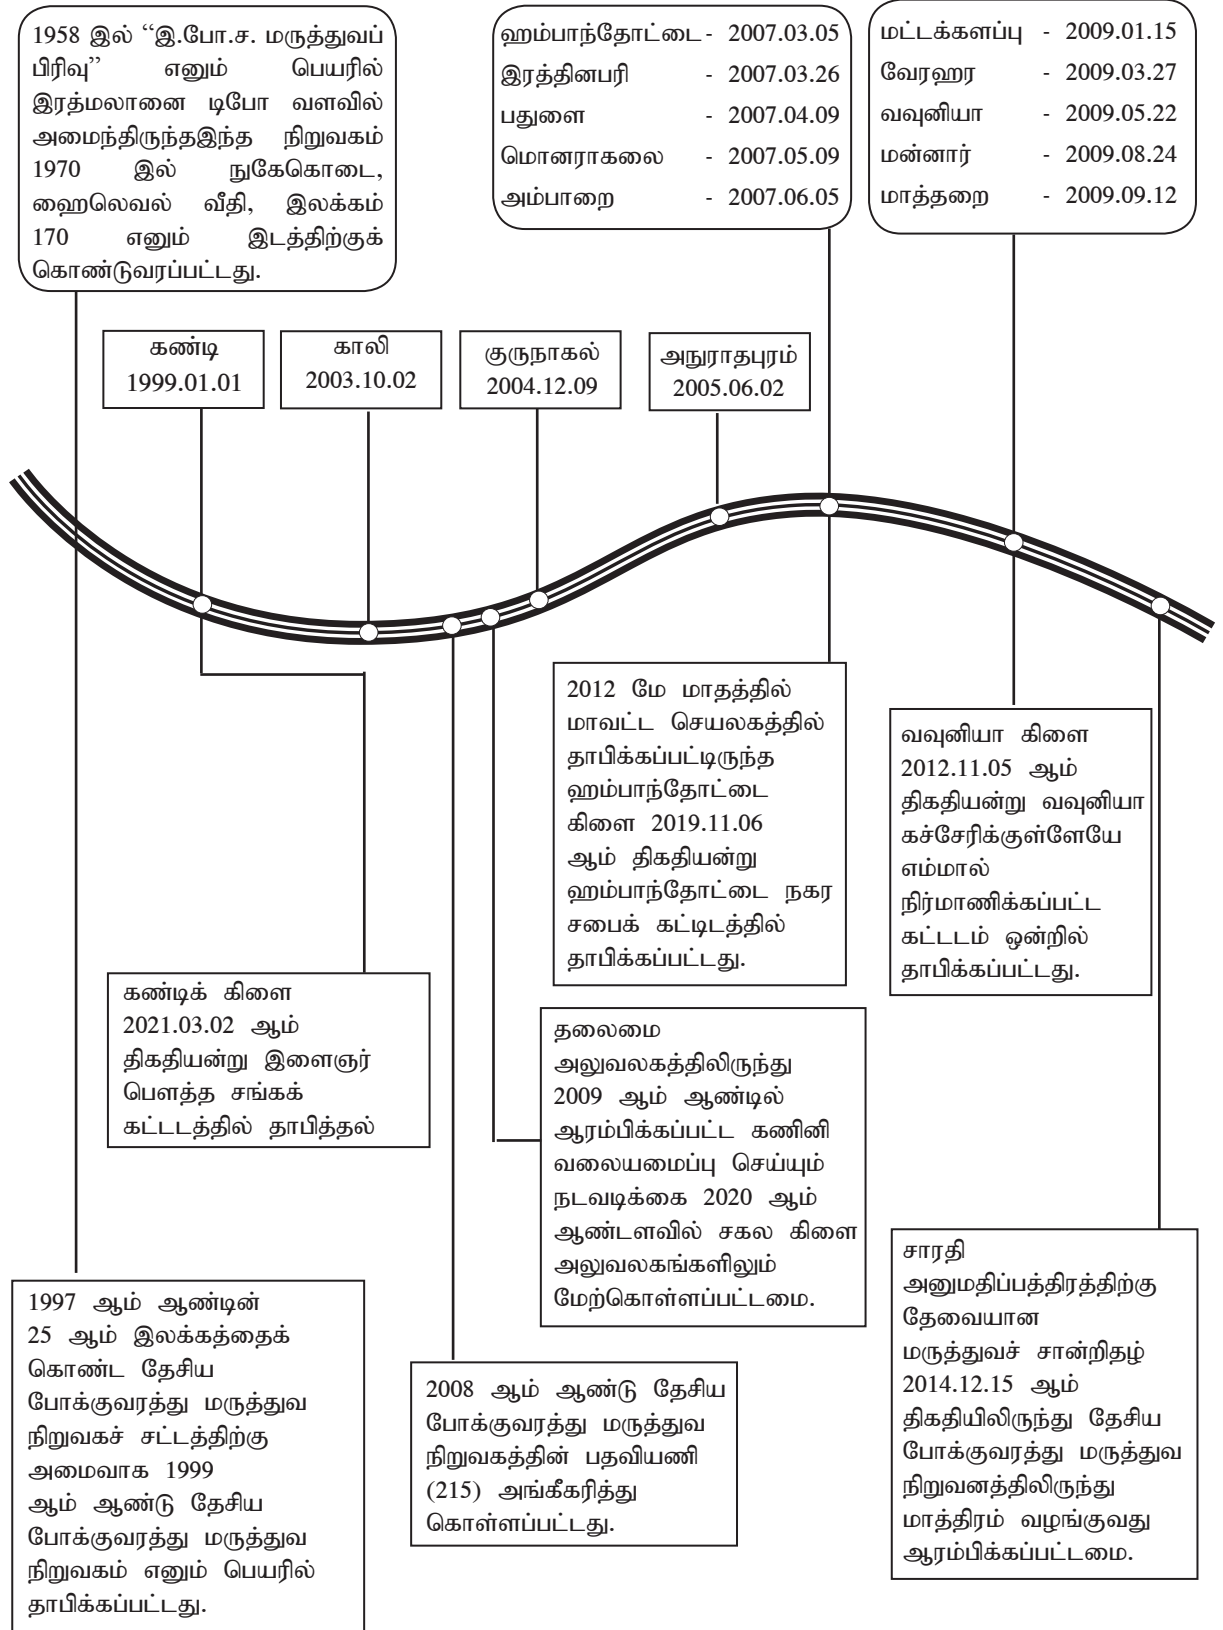 1958 இல் “இ.போ.ச. மருத்துவப்
பிரிவு” எனும் பெயரில்
இரத்மலானை டிபோ வளவில்
அமைந்திருந்தஇந்த நிறுவகம்
1970 இல் நுகேகொடை,
ஹைலெவல் வீதி, இலக்கம்
170 எனும் இடத்திற்குக்
கொண்டுவரப்பட்டது.
ஹம்பாந்தோட்டை - 2007.03.05
இரத்தினபரி - 2007.03.26
பதுளை - 2007.04.09
மொனராகலை - 2007.05.09
அம்பாறை - 2007.06.05
மட்டக்களப்பு - 2009.01.15
வேரஹர - 2009.03.27
வவுனியா - 2009.05.22
மன்னார் - 2009.08.24
மாத்தறை - 2009.09.12
கண்டி
1999.01.01
காலி
2003.10.02
குருநாகல்
2004.12.09
அநுராதபுரம்
2005.06.02
2012 மே மாதத்தில்
மாவட்ட செயலகத்தில்
தாபிக்கப்பட்டிருந்த
ஹம்பாந்தோட்டை
கிளை 2019.11.06
ஆம் திகதியன்று
ஹம்பாந்தோட்டை நகர
சபைக் கட்டிடத்தில்
தாபிக்கப்பட்டது.
வவுனியா கிளை
2012.11.05 ஆம்
திகதியன்று வவுனியா
கச்சேரிக்குள்ளேயே
எம்மால்
நிர்மாணிக்கப்பட்ட
கட்டடம் ஒன்றில்
தாபிக்கப்பட்டது.
கண்டிக் கிளை
2021.03.02 ஆம்
திகதியன்று இளைஞர்
பௌத்த சங்கக்
கட்டடத்தில் தாபித்தல்
தலைமை
அலுவலகத்திலிருந்து
2009 ஆம் ஆண்டில்
ஆரம்பிக்கப்பட்ட கணினி
வலையமைப்பு செய்யும்
நடவடிக்கை 2020 ஆம்
ஆண்டளவில் சகல கிளை
அலுவலகங்களிலும்
மேற்கொள்ளப்பட்டமை.
சாரதி
அனுமதிப்பத்திரத்திற்கு
தேவையான
மருத்துவச் சான்றிதழ்
2014.12.15 ஆம்
திகதியிலிருந்து தேசிய
போக்குவரத்து மருத்துவ
நிறுவனத்திலிருந்து
மாத்திரம் வழங்குவது
ஆரம்பிக்கப்பட்டமை.
1997 ஆம் ஆண்டின்
25 ஆம் இலக்கத்தைக்
கொண்ட தேசிய
போக்குவரத்து மருத்துவ
நிறுவகச் சட்டத்திற்கு
அமைவாக 1999
ஆம் ஆண்டு தேசிய
போக்குவரத்து மருத்துவ
நிறுவகம் எனும் பெயரில்
தாபிக்கப்பட்டது.
2008 ஆம் ஆண்டு தேசிய
போக்குவரத்து மருத்துவ
நிறுவகத்தின் பதவியணி
(215) அங்கீகரித்து
கொள்ளப்பட்டது.